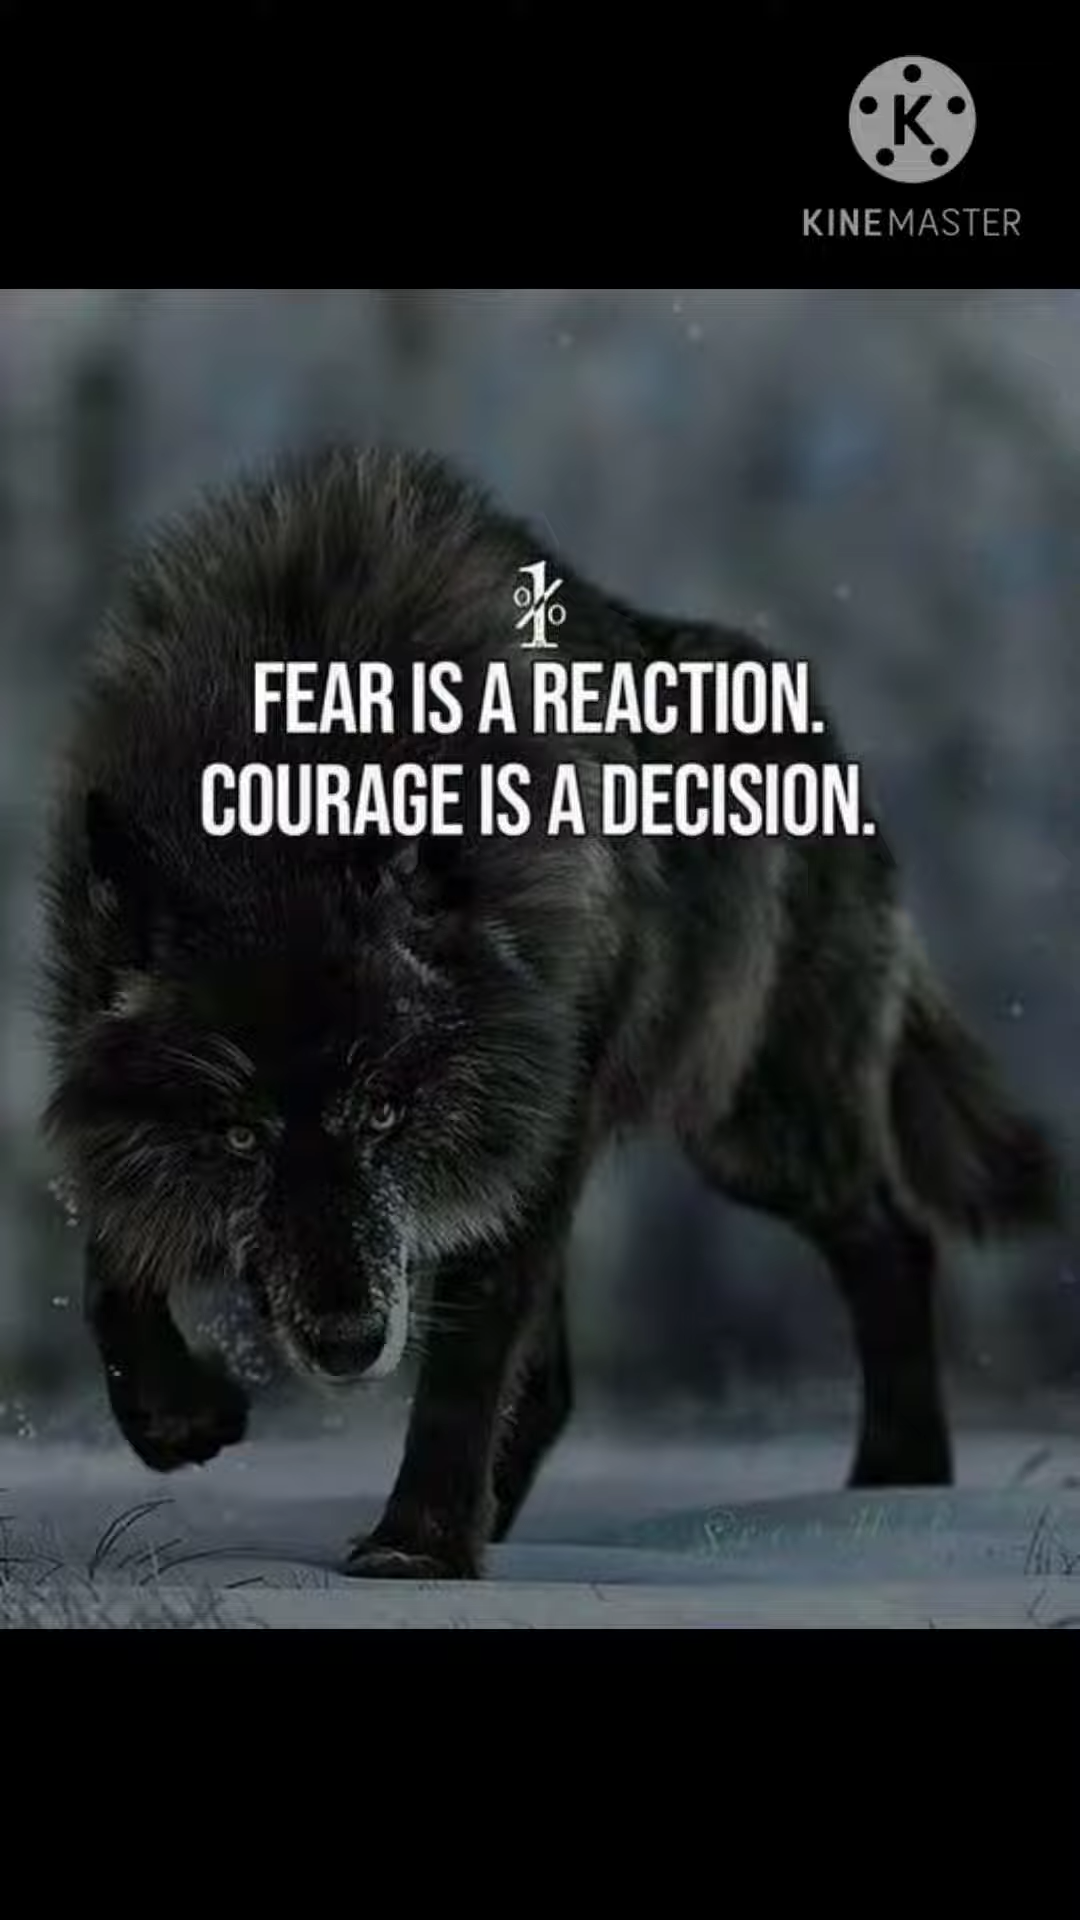 K
KINEMASTER
1%
FEAR IS A REACTION.
COURAGE IS A DECISION.